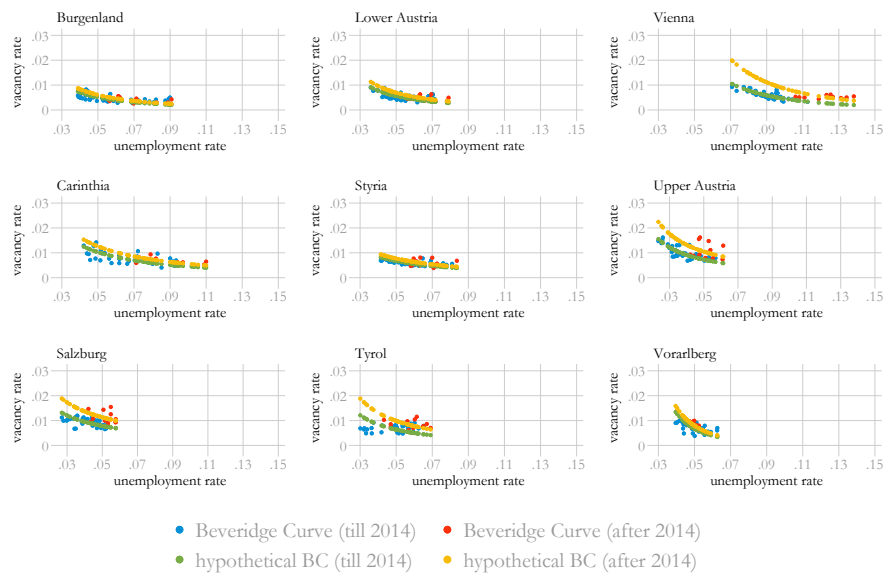 Burgenland Lower Austria Vienna
vacancy rate .03 .02 .01 0 vacancy rate .03 .02 .01 0 vacancy rate .03 .02 .01 0
.03 .05 .07 .09 .11 .13 .15 .03 .05 .07 .09 .11 .13 .15 .03 .05 .07 .09 .11 .13 .15
unemployment rate unemployment rate unemployment rate
Carinthia Styria Upper Austria
vacancy rate .03 .02 .01 0 vacancy rate .03 .02 .01 0 vacancy rate .03 .02 .01 0
.03 .05 .07 .09 .11 .13 .15 .03 .05 .07 .09 .11 .13 .15 .03 .05 .07 .09 .11 .13 .15
unemployment rate unemployment rate unemployment rate
Salzburg Tyrol Vorarlberg
vacancy rate .03 .02 .01 0 vacancy rate .03 .02 .01 0 vacancy rate .03 .02 .01 0
.03 .05 .07 .09 .11 .13 .15 .03 .05 .07 .09 .11 .13 .15 .03 .05 .07 .09 .11 .13 .15
unemployment rate unemployment rate unemployment rate
Beveridge Curve (till 2014) Beveridge Curve (after 2014)
hypothetical BC (till 2014) hypothetical BC (after 2014)